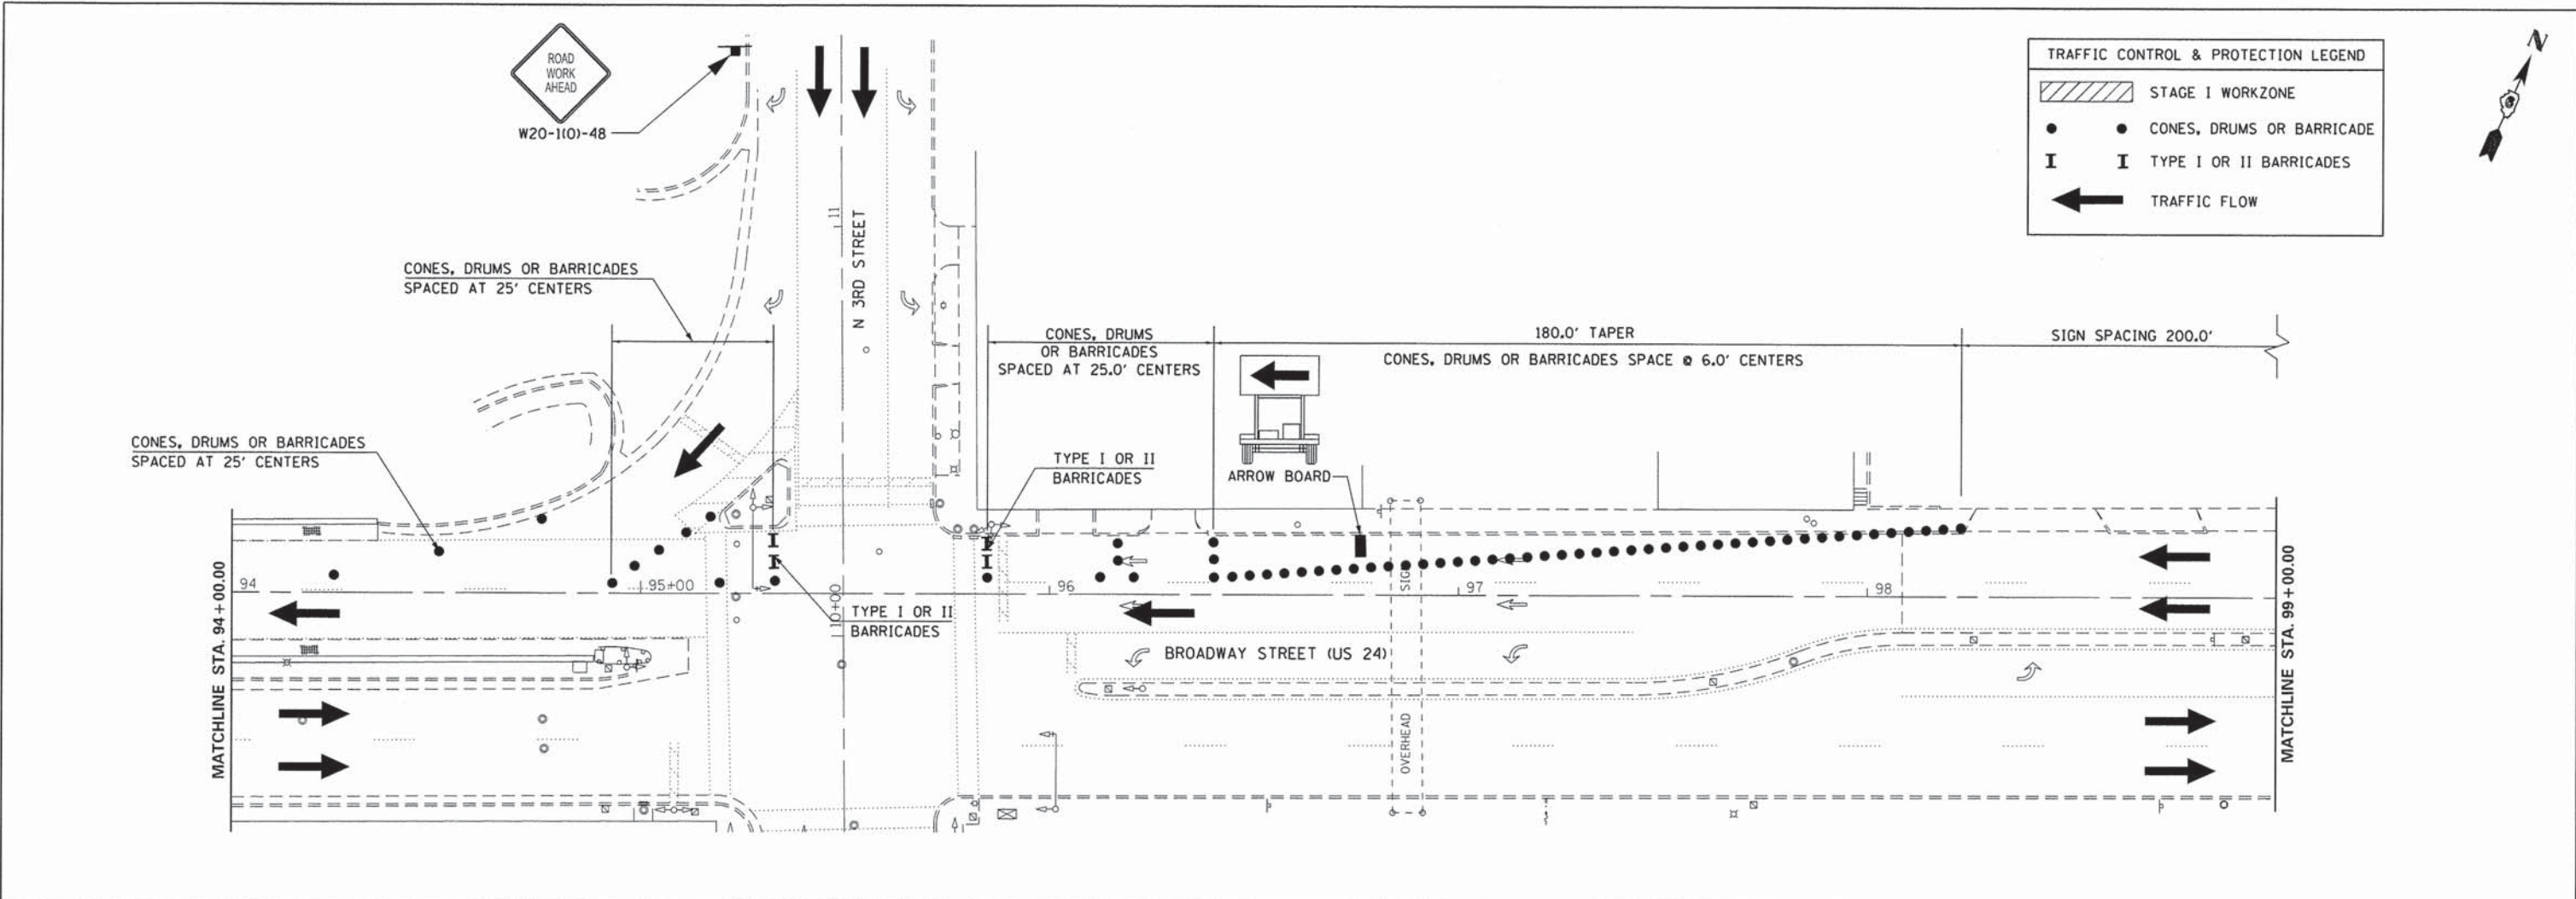 ROAD
WORK
AHEAD
W20-1(O)-48
TRAFFIC CONTROL & PROTECTION LEGEND
STAGE I WORKZONE
CONES, DRUMS OR BARRICADE
TYPE I OR II BARRICADES
TRAFFIC FLOW
N
11
N 3RD STREET
CONES, DRUMS OR BARRICADES
SPACED AT 25' CENTERS
CONES, DRUMS
OR BARRICADES
SPACED AT 25.0' CENTERS
180.0' TAPER
CONES, DRUMS OR BARRICADES SPACE @ 6.0' CENTERS
SIGN SPACING 200.0'
CONES, DRUMS OR BARRICADES
SPACED AT 25' CENTERS
TYPE I OR II
BARRICADES
ARROW BOARD
MATCHLINE STA. 94+00.00
94
95+00
10+00
96
97
98
TYPE I OR II
BARRICADES
BROADWAY STREET (US 24)
OVERHEAD SIGN
MATCHLINE STA. 99+00.00